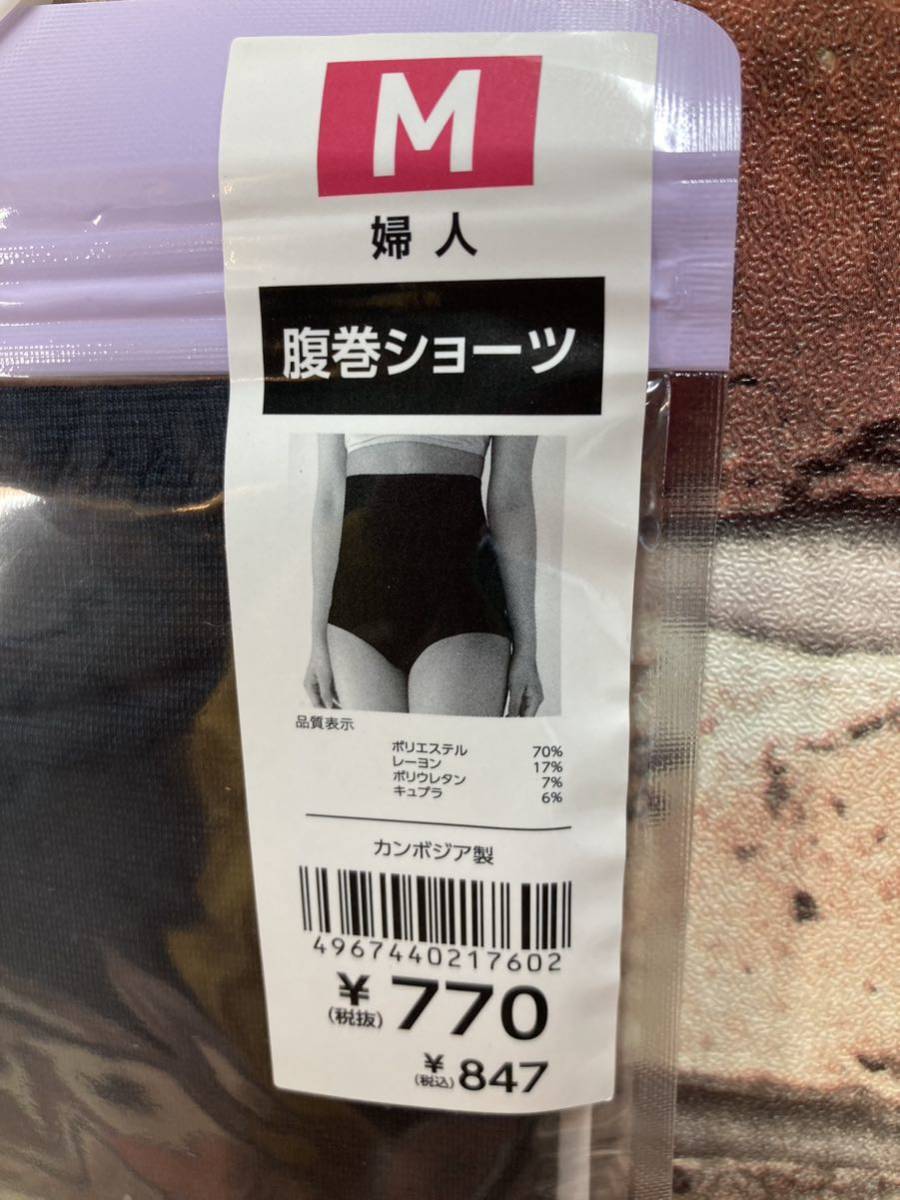 M
婦人
腹巻ショーツ
品質表示
ポリエステル 70%
レーヨン 17%
ポリウレタン 7%
キュプラ 6%
カンボジア製
4967440217602
¥(税抜) 770
¥(税込) 847